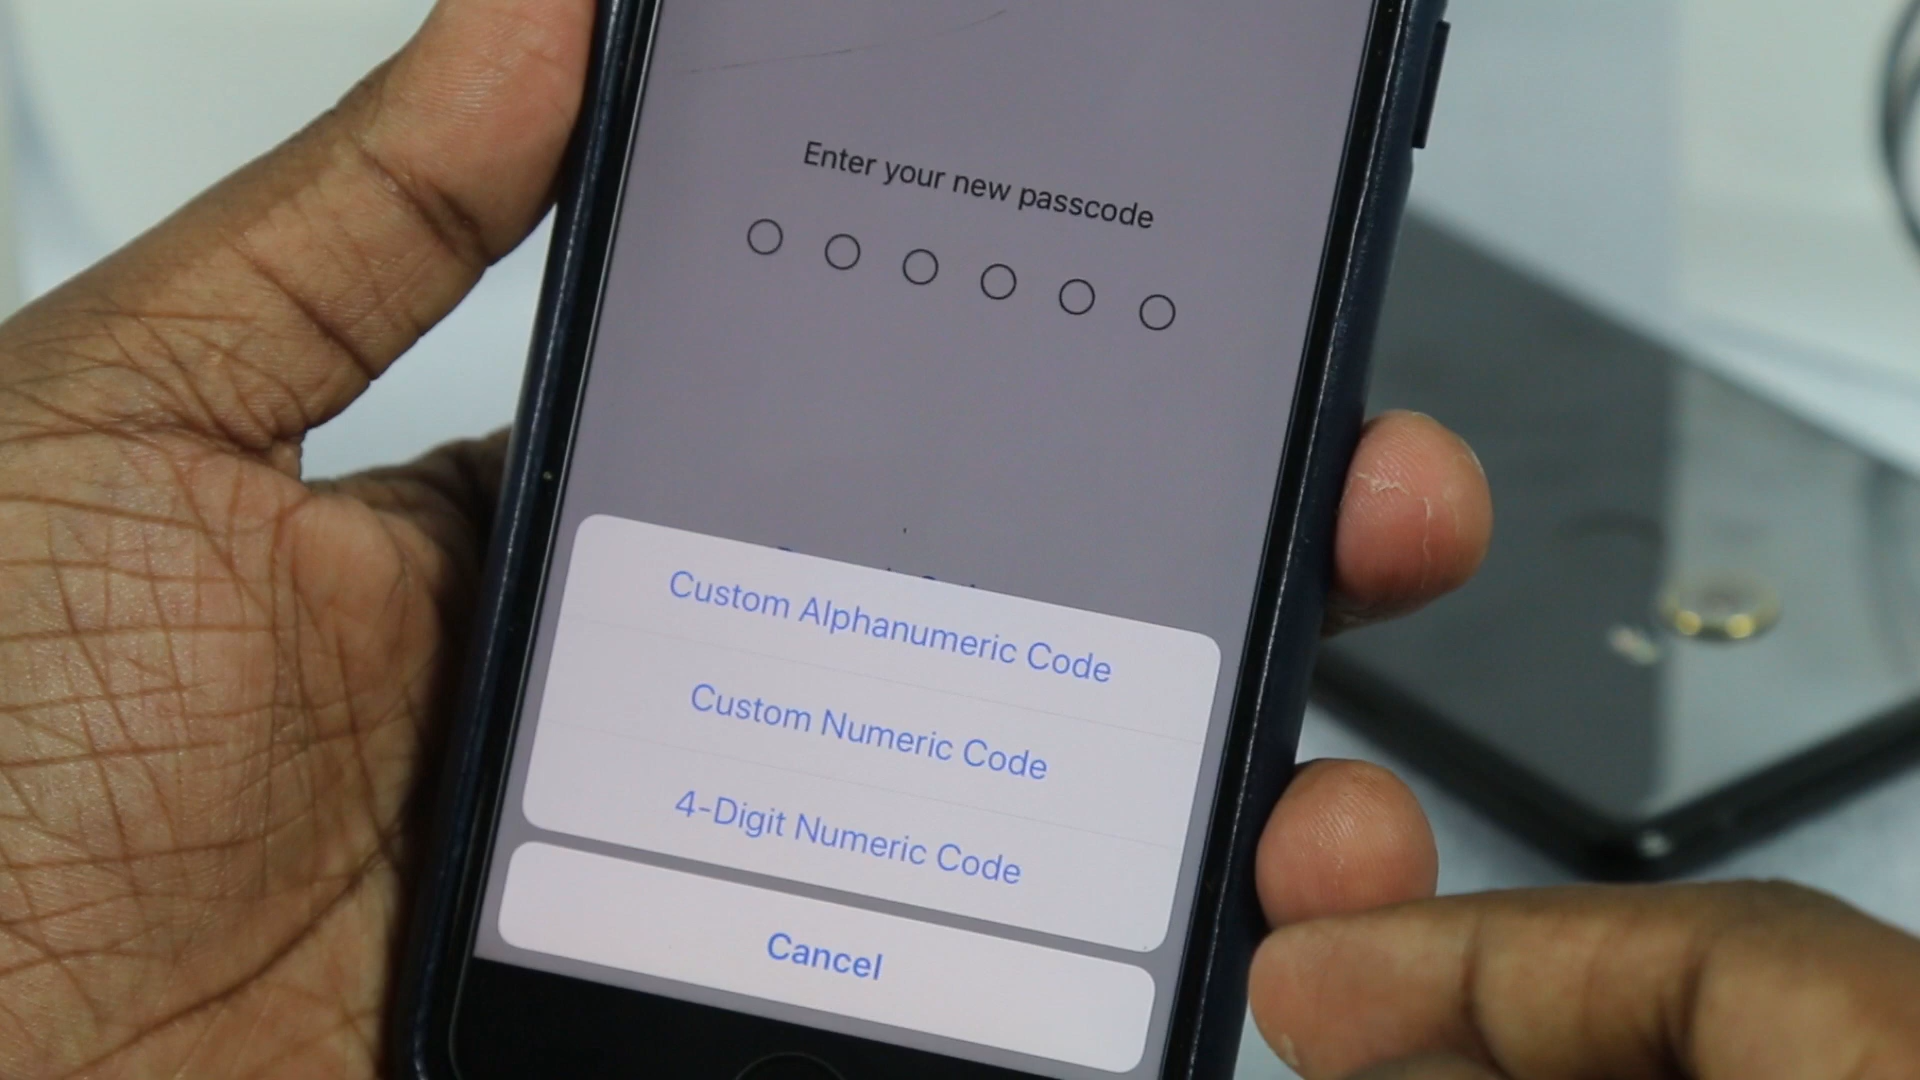 Enter your new passcode
Custom Alphanumeric Code
Custom Numeric Code
4-Digit Numeric Code
Cancel